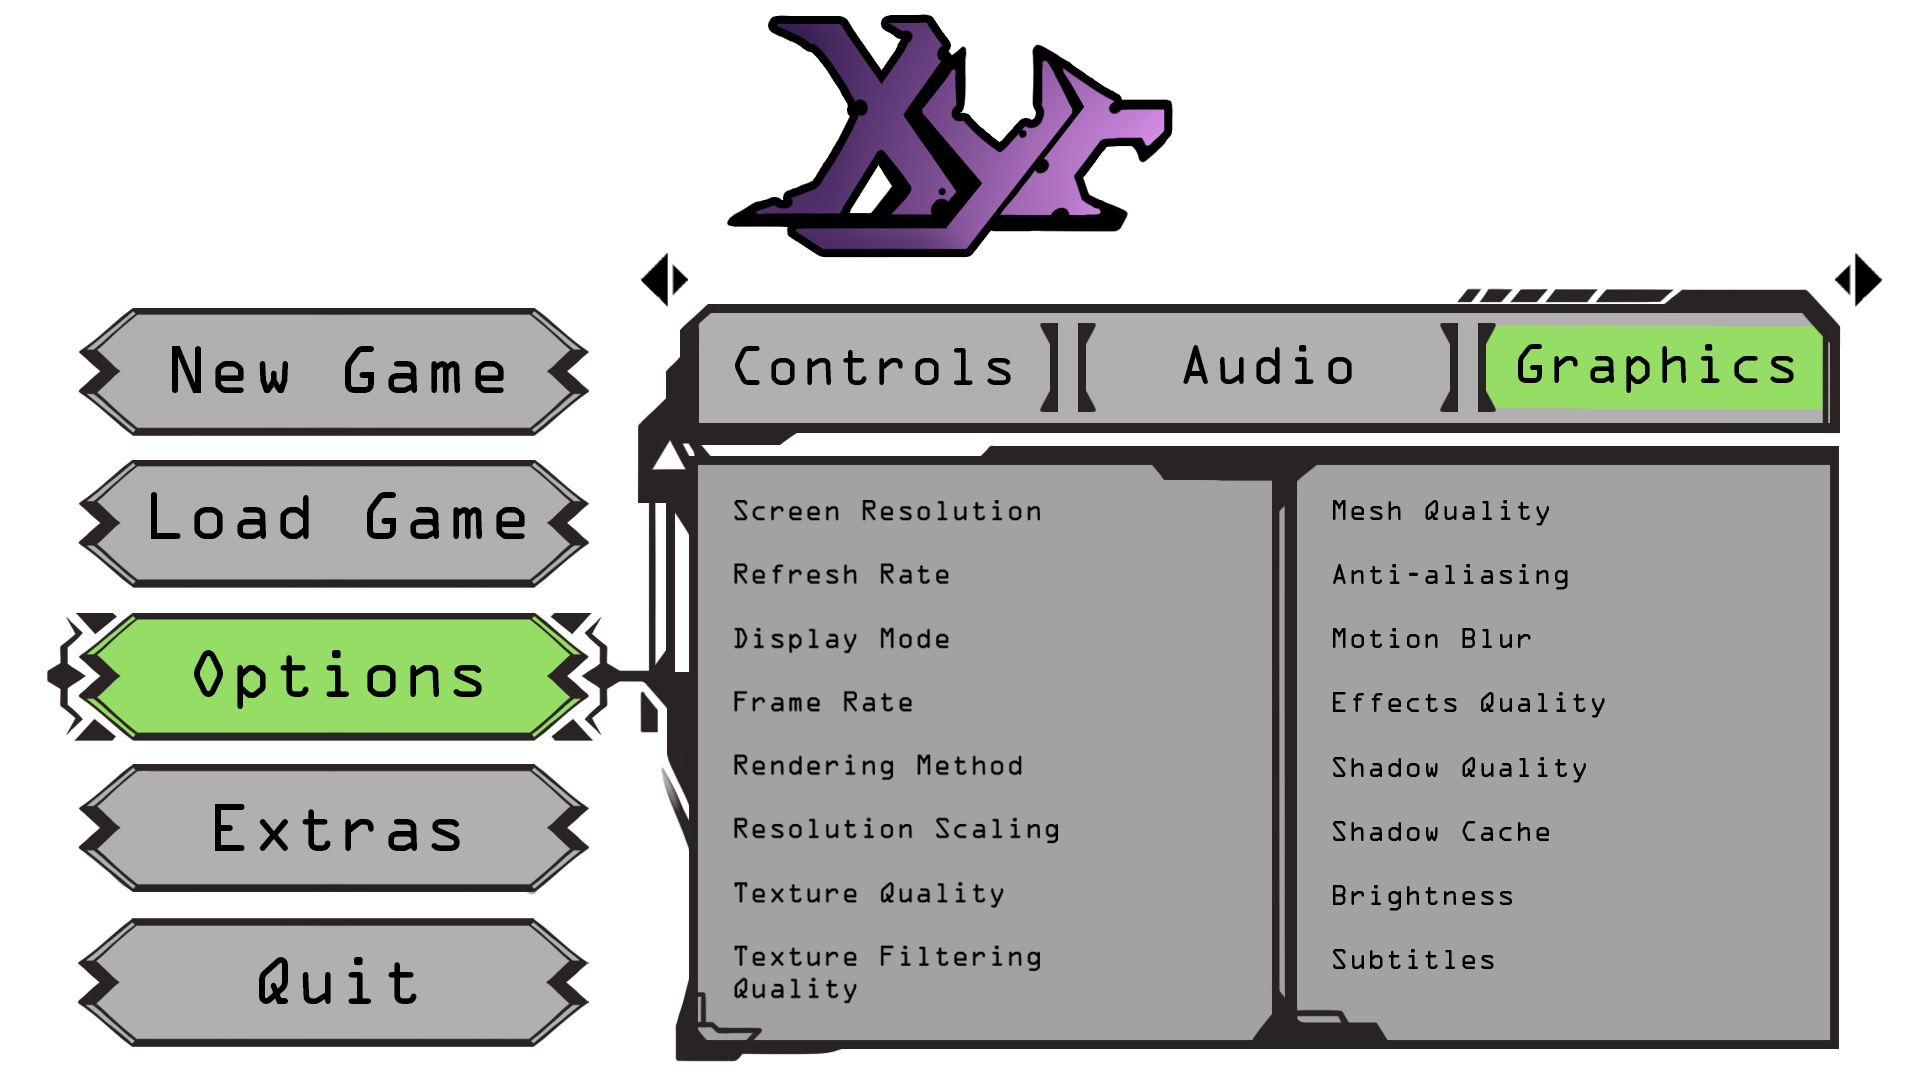 Xyr
New Game
Load Game
Options
Extras
Quit
Controls
Audio
Graphics
Screen Resolution
Refresh Rate
Display Mode
Frame Rate
Rendering Method
Resolution Scaling
Texture Quality
Texture Filtering
Quality
Mesh Quality
Anti-aliasing
Motion Blur
Effects Quality
Shadow Quality
Shadow Cache
Brightness
Subtitles